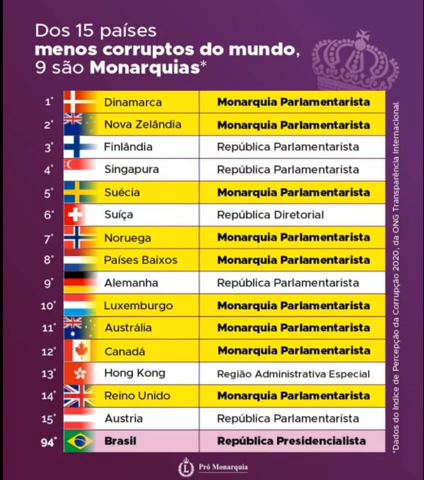 Dos 15 países
menos corruptos do mundo,
9 são Monarquias*
1° Dinamarca Monarquia Parlamentarista
2° Nova Zelândia Monarquia Parlamentarista
3° Finlândia República Parlamentarista
4° Singapura República Parlamentarista
5° Suécia Monarquia Parlamentarista
6° Suíça República Diretorial
7° Noruega Monarquia Parlamentarista
8° Países Baixos Monarquia Parlamentarista
9° Alemanha República Parlamentarista
10° Luxemburgo Monarquia Parlamentarista
11° Austrália Monarquia Parlamentarista
12° Canadá Monarquia Parlamentarista
13° Hong Kong Região Administrativa Especial
14° Reino Unido Monarquia Parlamentarista
15° Austria República Parlamentarista
94° Brasil República Presidencialista
*Dados do Indice de Percepção da Corrupção 2020, da ONG Transparência Internacional.
Pró Monarquia